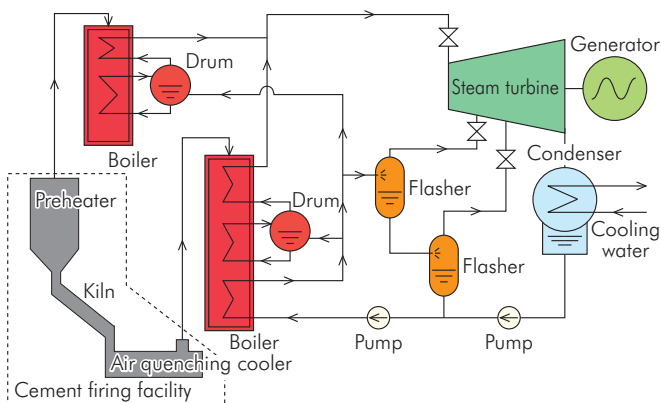 Generator
Drum
Steam turbine
Boiler
Condenser
Preheater
Flasher
Drum
Cooling
water
Flasher
Kiln
Boiler
cooler
Pump
Pump
Air quenching
Cement firing facility